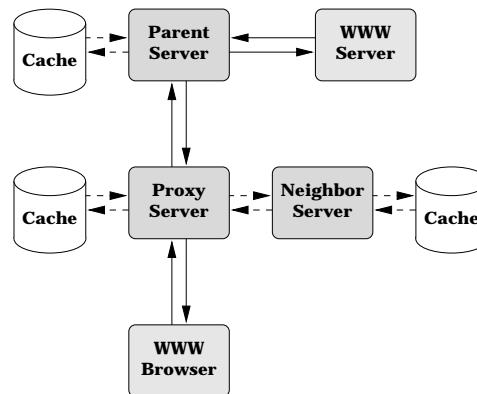 Parent
Server
WWW
Server
Cache
Cache
Proxy
Server
Neighbor
Server
Cache
WWW
Browser